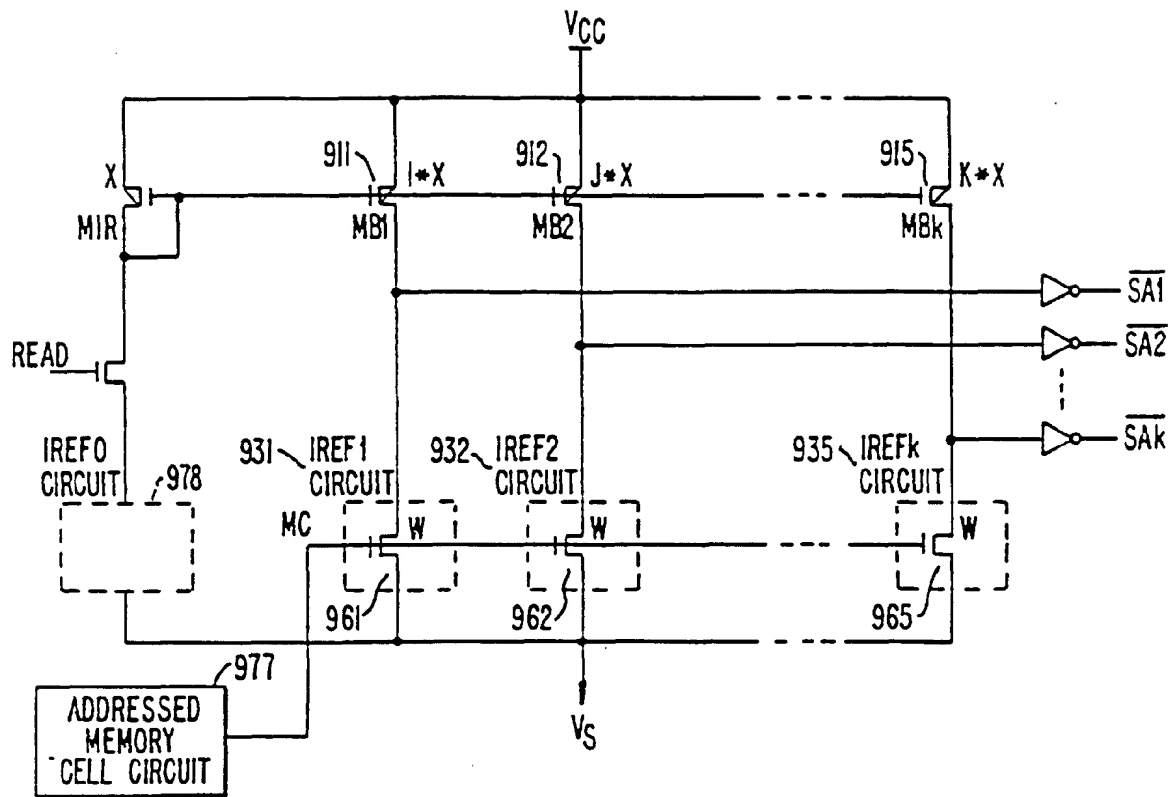 VCC
911
912
915
X
I*X
J*X
K*X
MIR
MB1
MB2
MBk
SA1
READ
SA2
IREF0
CIRCUIT
978
931
IREF1
CIRCUIT
932
IREF2
CIRCUIT
935
IREFk
CIRCUIT
SAk
MC
W
W
W
961
962
965
977
ADDRESSED
MEMORY
CELL CIRCUIT
VS